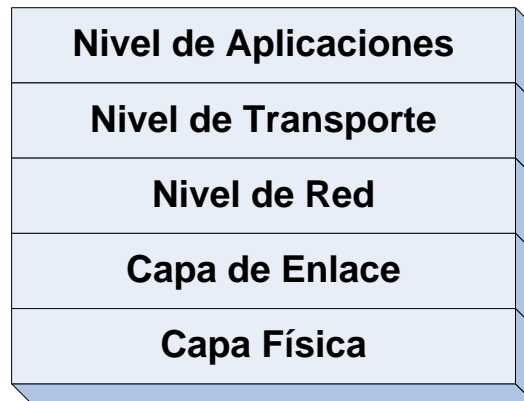 Nivel de Aplicaciones
Nivel de Transporte
Nivel de Red
Capa de Enlace
Capa Física